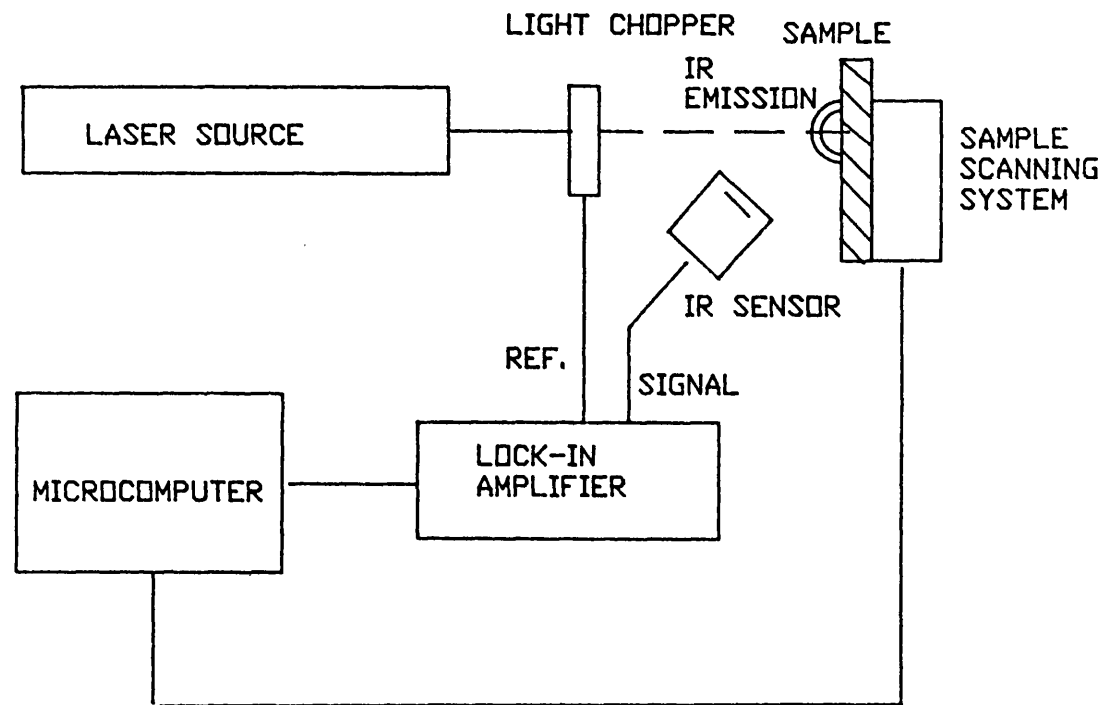 LIGHT CHOPPER
SAMPLE
IR
EMISSION
LASER SOURCE
SAMPLE
SCANNING
SYSTEM
IR SENSOR
REF.
SIGNAL
LOCK-IN
AMPLIFIER
MICROCOMPUTER